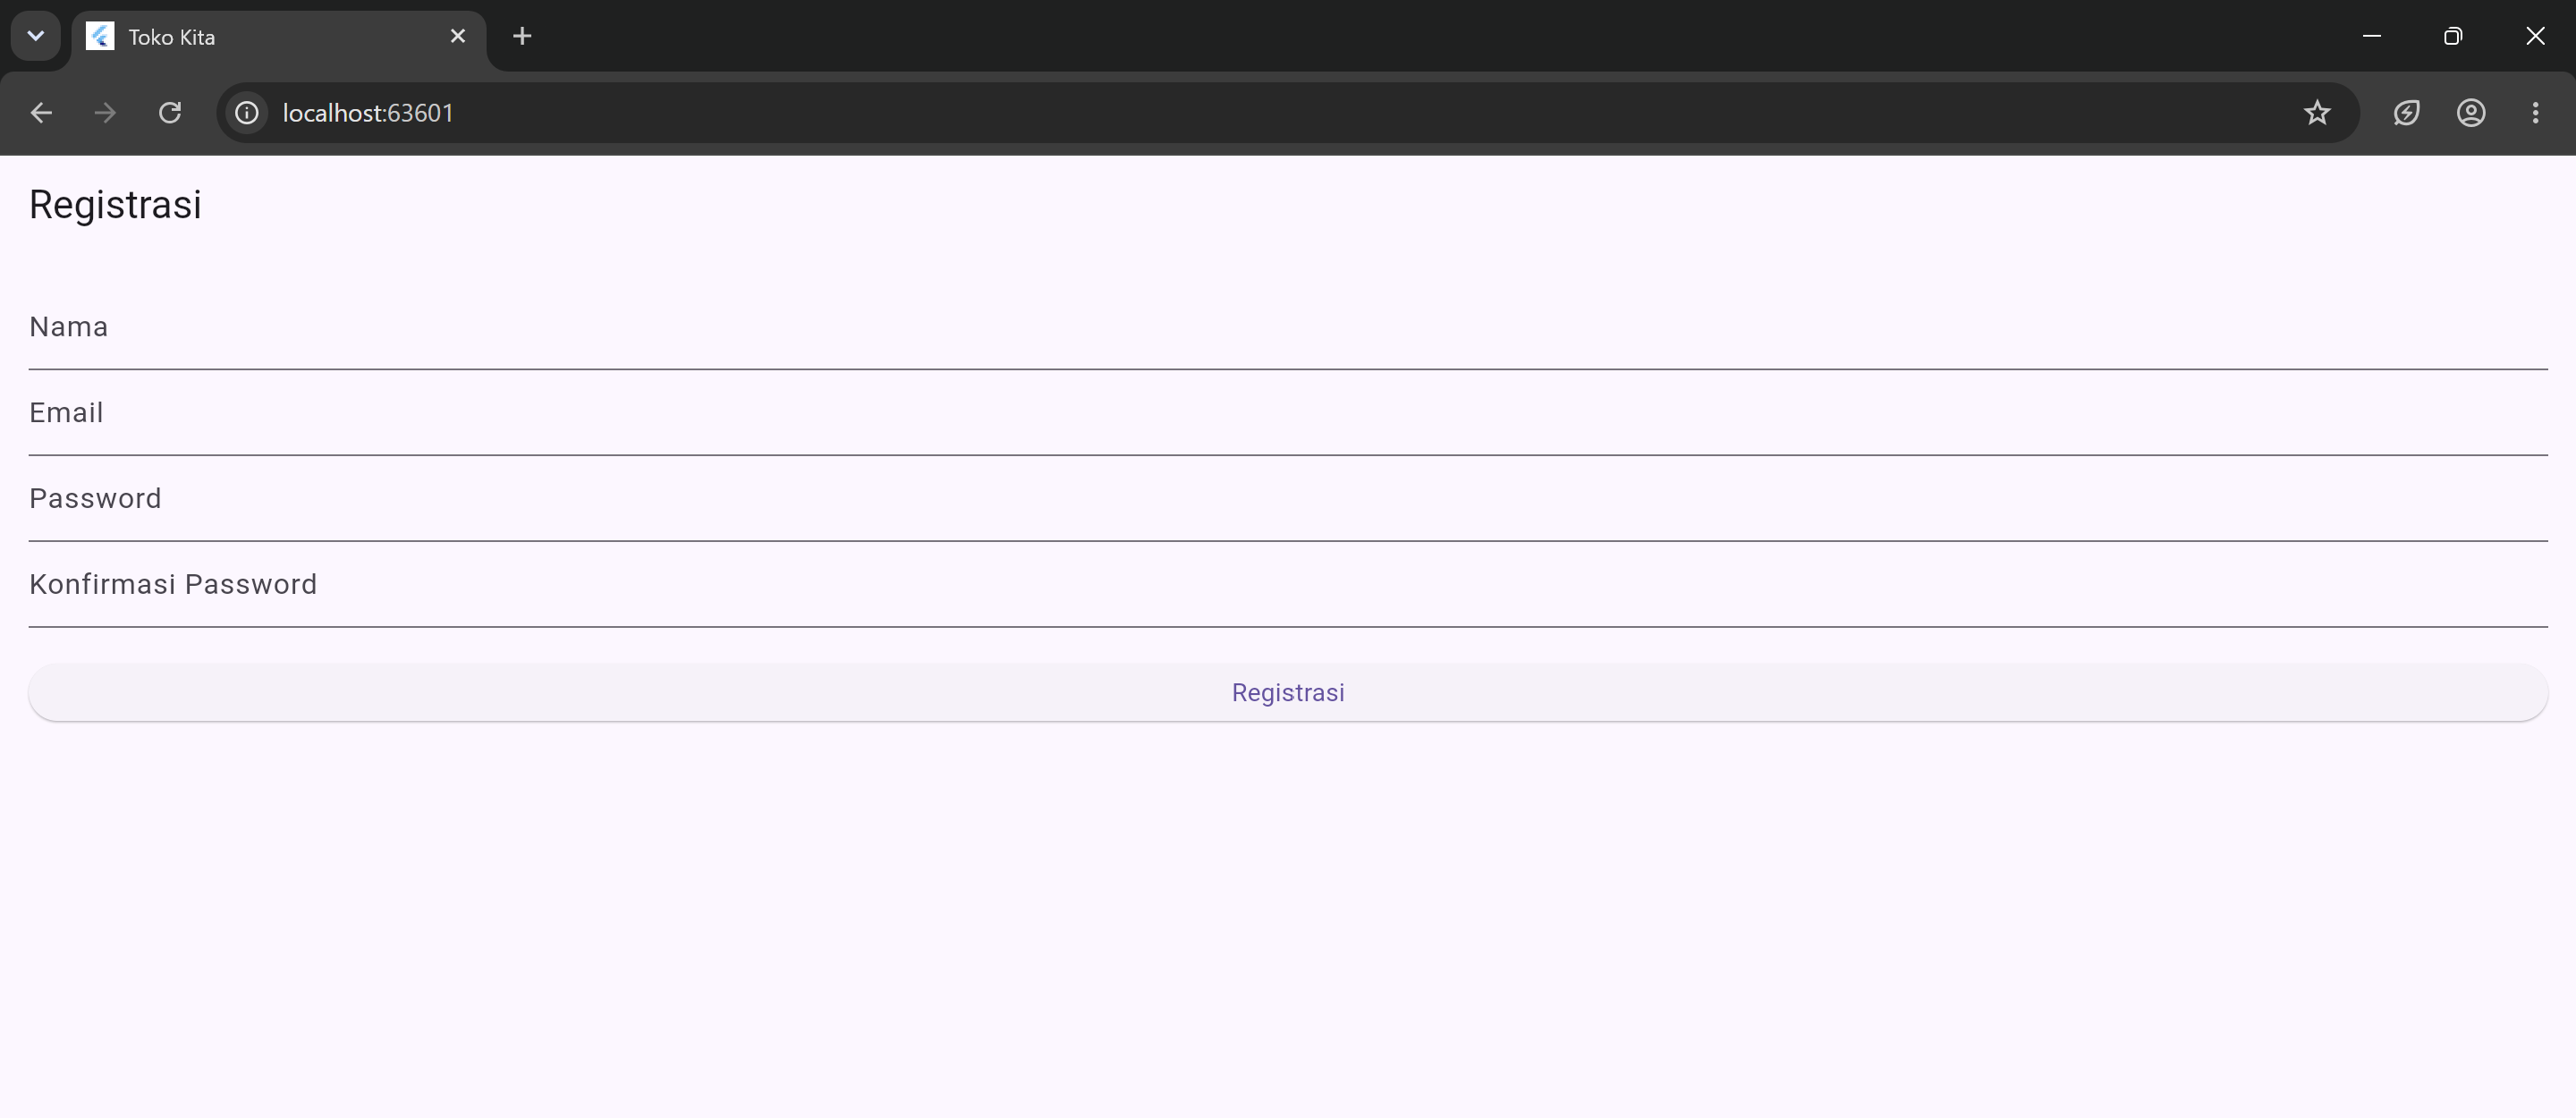 Toko Kita
localhost:63601
Registrasi
Nama
Email
Password
Konfirmasi Password
Registrasi